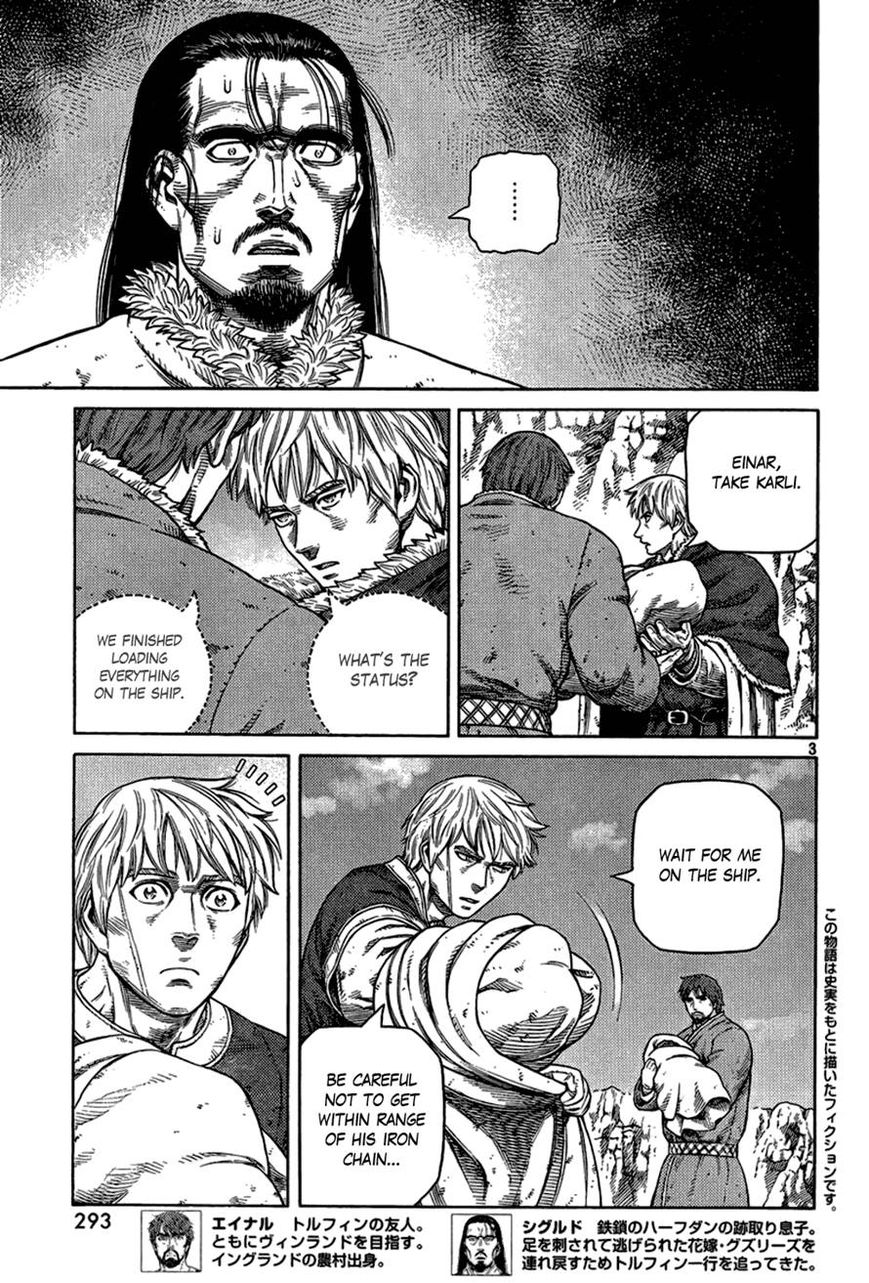 ......
EINAR,
TAKE KARLI.
WHAT'S THE
STATUS?
WE FINISHED
LOADING
EVERYTHING
ON THE SHIP.
3
WAIT FOR ME
ON THE SHIP.
BE CAREFUL
NOT TO GET
WITHIN RANGE
OF HIS IRON
CHAIN...
この物語は史実をもとに描いたフィクションです。
293
エイナル　トルフィンの友人。
ともにヴィンランドを目指す。
イングランドの農村出身。
シグルド　鉄鎖のハーフダンの跡取り息子。
足を刺されて逃げられた花嫁・グズリーズを
連れ戻すためトルフィン一行を追ってきた。